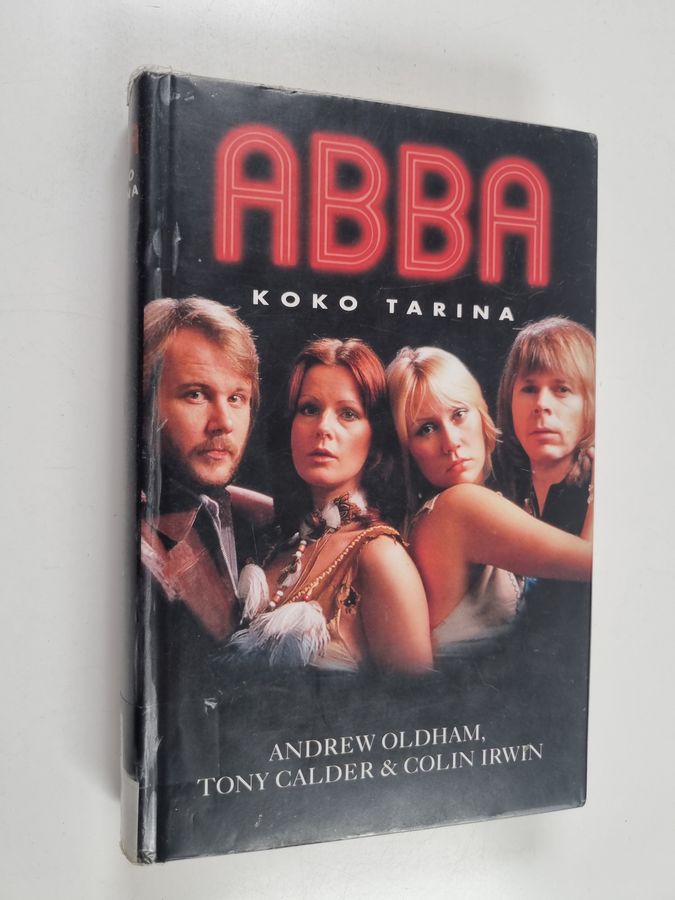 ABBA
KOKO TARINA
ANDREW OLDHAM,
TONY CALDER & COLIN IRWIN